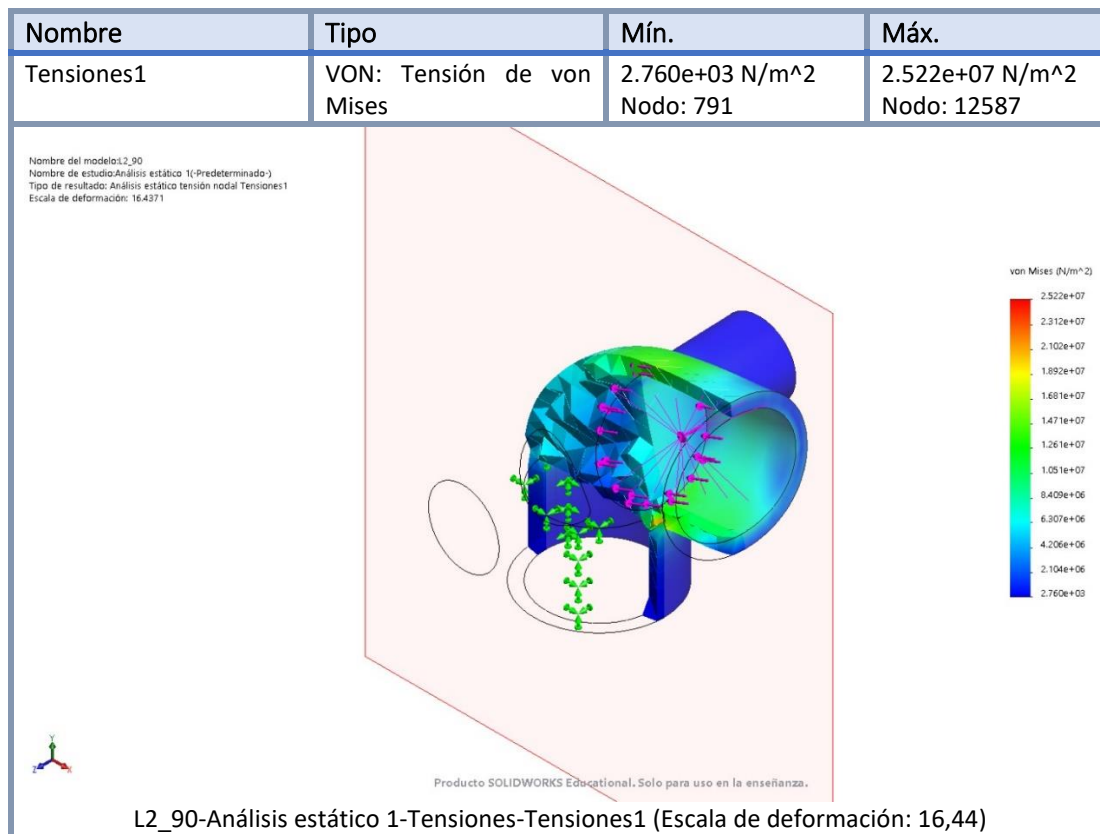 Nombre Tipo Mín. Máx.
Tensiones1 VON: Tensión de von 2.760e+03 N/m^2 2.522e+07 N/m^2
Mises Nodo: 791 Nodo: 12587
Nombre del modelo:L2_90
Nombre de estudio:Análisis estático 1(-Predeterminado-)
Tipo de resultado: Análisis estático tensión nodal Tensiones1
Escala de deformación: 16.4371
von Mises (N/m^2)
2.522e+07
2.312e+07
2.102e+07
1.892e+07
1.681e+07
1.471e+07
1.261e+07
1.051e+07
8.409e+06
6.307e+06
4.206e+06
2.104e+06
2.760e+03
Y
Z X
Producto SOLIDWORKS Educational. Solo para uso en la enseñanza.
L2_90-Análisis estático 1-Tensiones-Tensiones1 (Escala de deformación: 16,44)